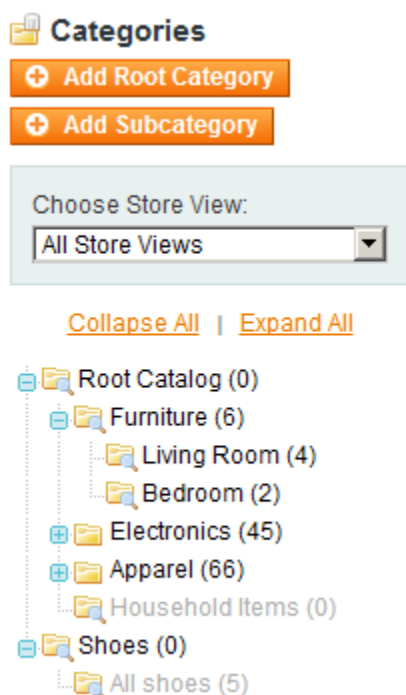 Categories
Add Root Category
Add Subcategory
Choose Store View:
All Store Views
Collapse All | Expand All
Root Catalog (0)
Furniture (6)
Living Room (4)
Bedroom (2)
Electronics (45)
Apparel (66)
Household Items (0)
Shoes (0)
All shoes (5)